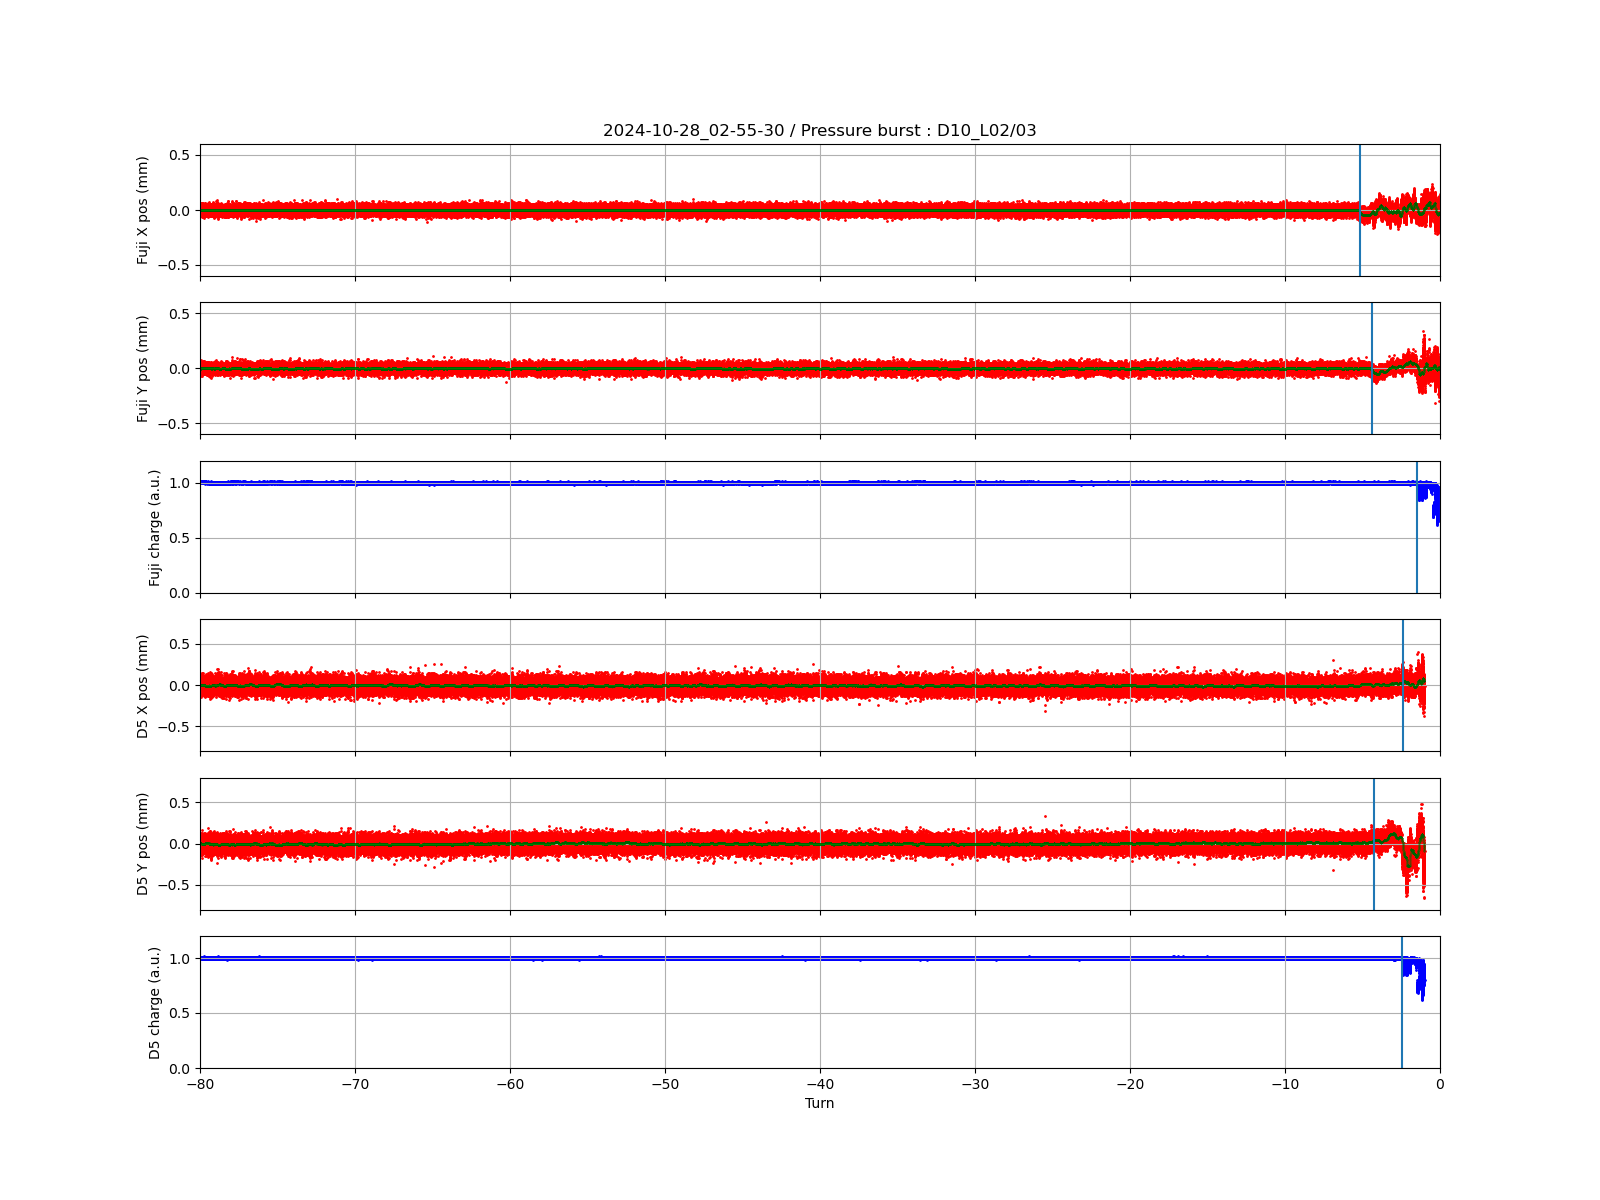 2024-10-28_02-55-30 / Pressure burst : D10_L02/03
Fuji X pos (mm)
0.5
0.0
−0.5
Fuji Y pos (mm)
0.5
0.0
−0.5
Fuji charge (a.u.)
1.0
0.5
0.0
D5 X pos (mm)
0.5
0.0
−0.5
D5 Y pos (mm)
0.5
0.0
−0.5
D5 charge (a.u.)
1.0
0.5
0.0
−80 −70 −60 −50 −40 −30 −20 −10 0
Turn